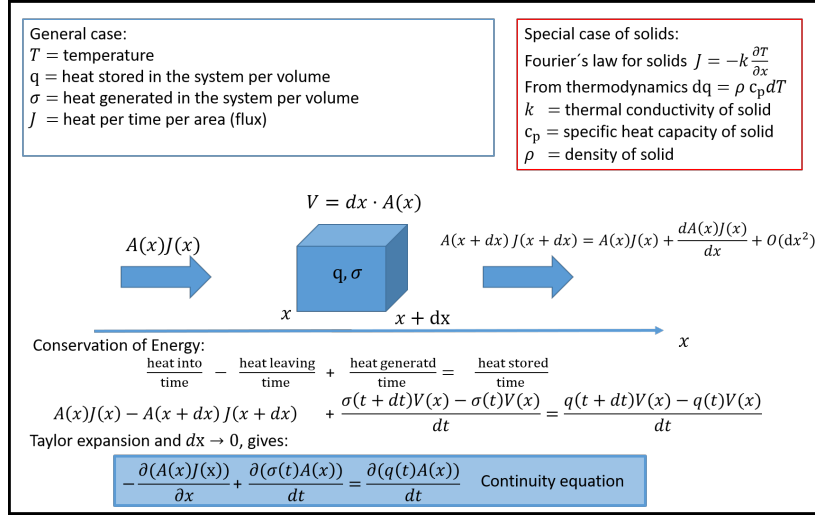 General case:
T = temperature
q = heat stored in the system per volume
σ = heat generated in the system per volume
J = heat per time per area (flux)
Special case of solids:
Fourier´s law for solids J = −k ∂T/∂x
From thermodynamics dq = ρ c_p dT
k = thermal conductivity of solid
c_p = specific heat capacity of solid
ρ = density of solid
V = dx · A(x)
A(x)J(x)
q, σ
A(x + dx) J(x + dx) = A(x)J(x) + dA(x)J(x)/dx + O(dx²)
x
x + dx
x
Conservation of Energy:
heat into/time − heat leaving/time + heat generatd/time = heat stored/time
A(x)J(x) − A(x + dx) J(x + dx) + σ(t + dt)V(x) − σ(t)V(x)/dt = q(t + dt)V(x) − q(t)V(x)/dt
Taylor expansion and dx → 0, gives:
−∂(A(x)J(x))/∂x + ∂(σ(t)A(x))/dt = ∂(q(t)A(x))/dt Continuity equation